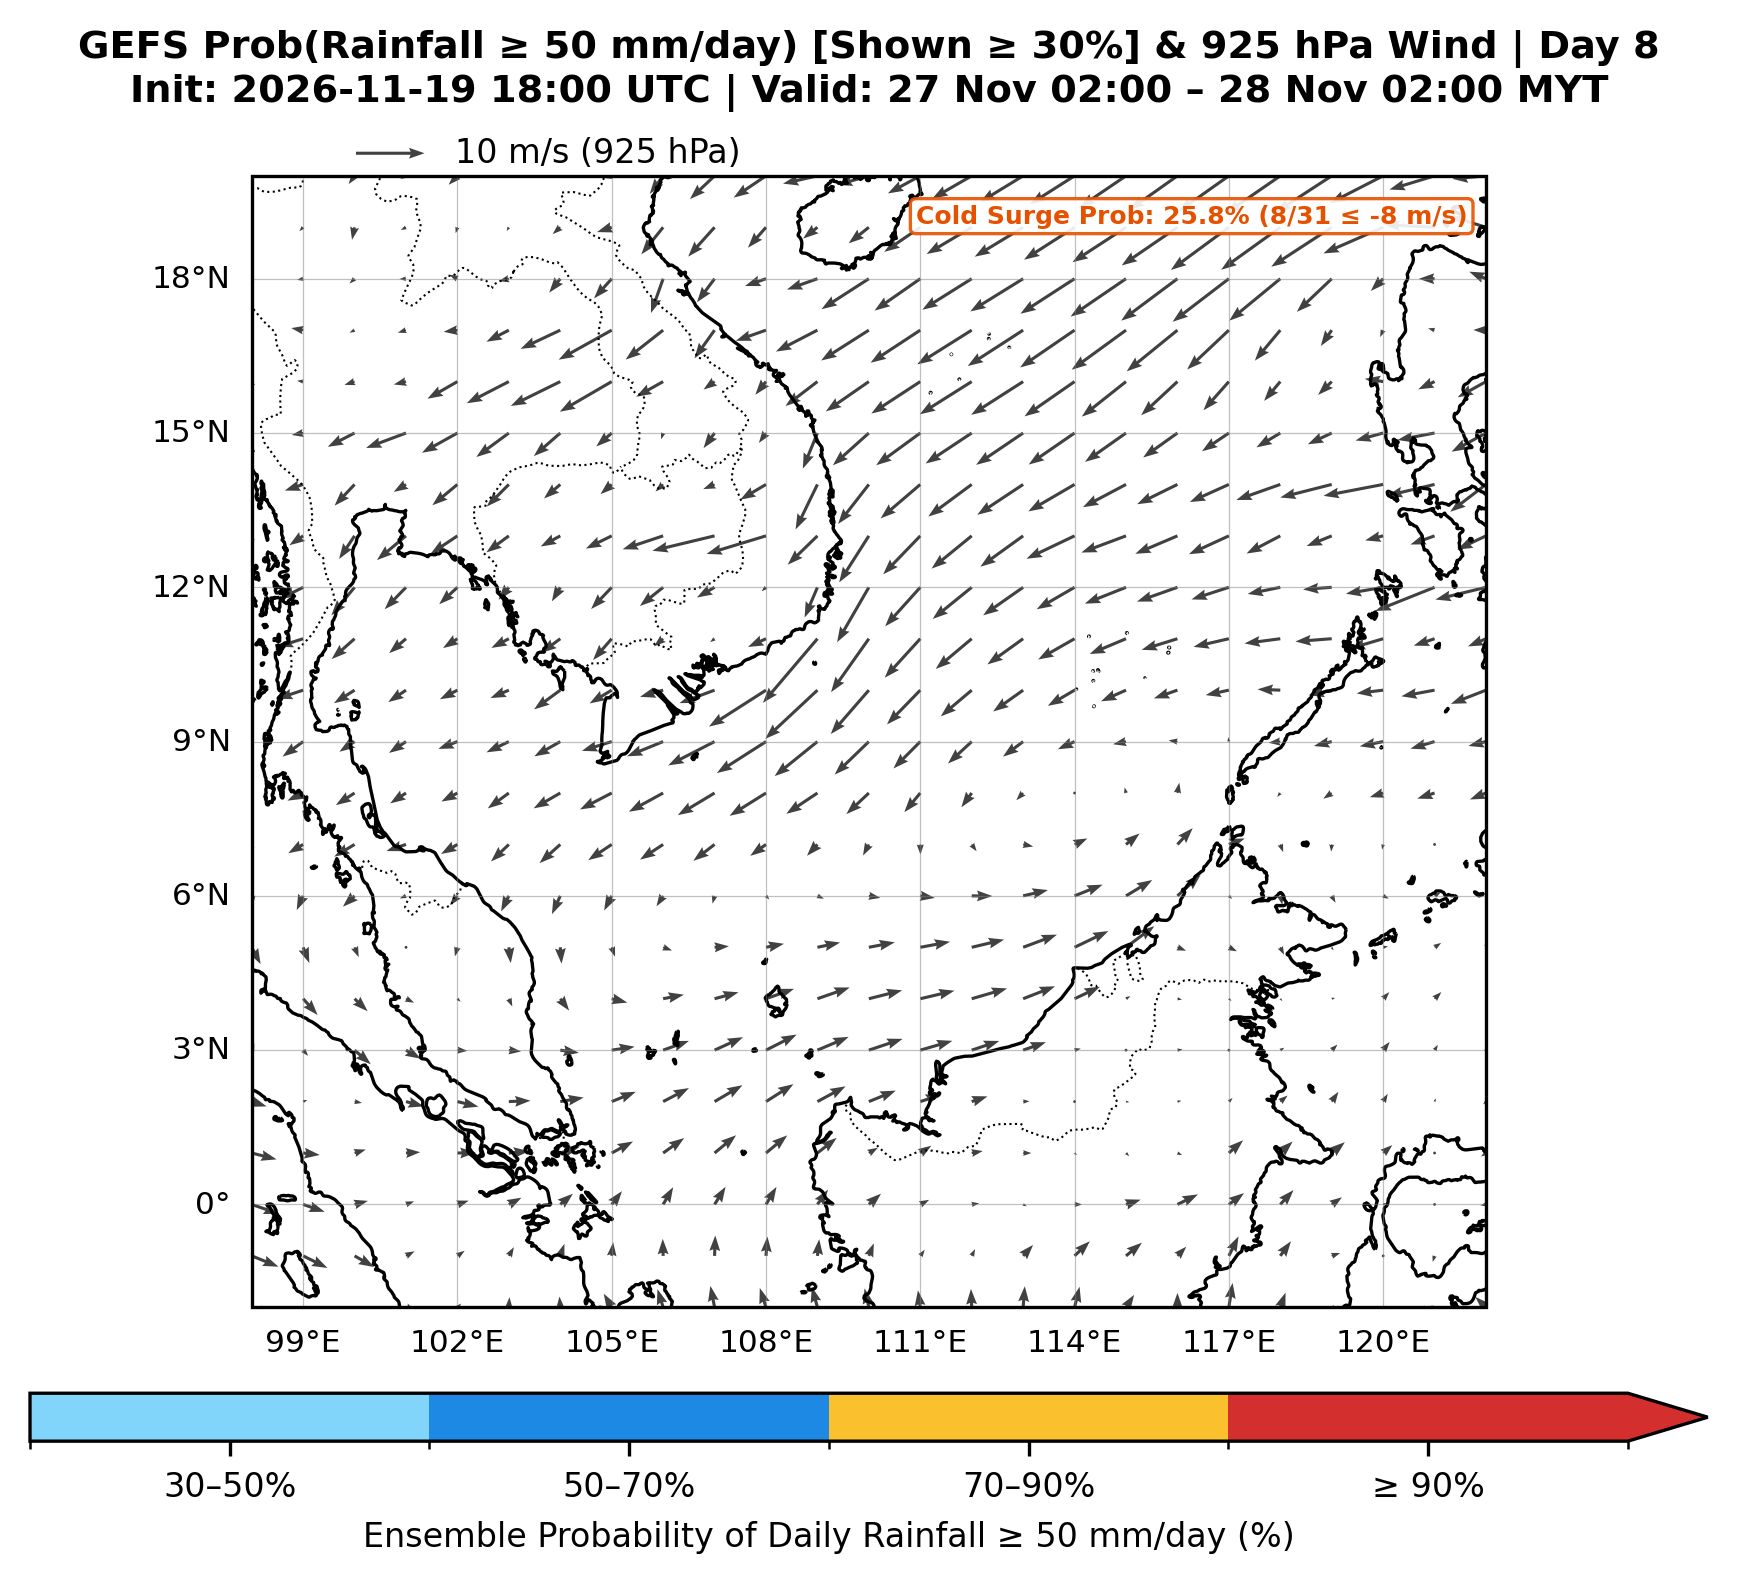 GEFS Prob(Rainfall ≥ 50 mm/day) [Shown ≥ 30%] & 925 hPa Wind | Day 8
Init: 2026-11-19 18:00 UTC | Valid: 27 Nov 02:00 – 28 Nov 02:00 MYT
10 m/s (925 hPa)
Cold Surge Prob: 25.8% (8/31 ≤ -8 m/s)
18°N
15°N
12°N
9°N
6°N
3°N
0°
99°E 102°E 105°E 108°E 111°E 114°E 117°E 120°E
30–50% 50–70% 70–90% ≥ 90%
Ensemble Probability of Daily Rainfall ≥ 50 mm/day (%)